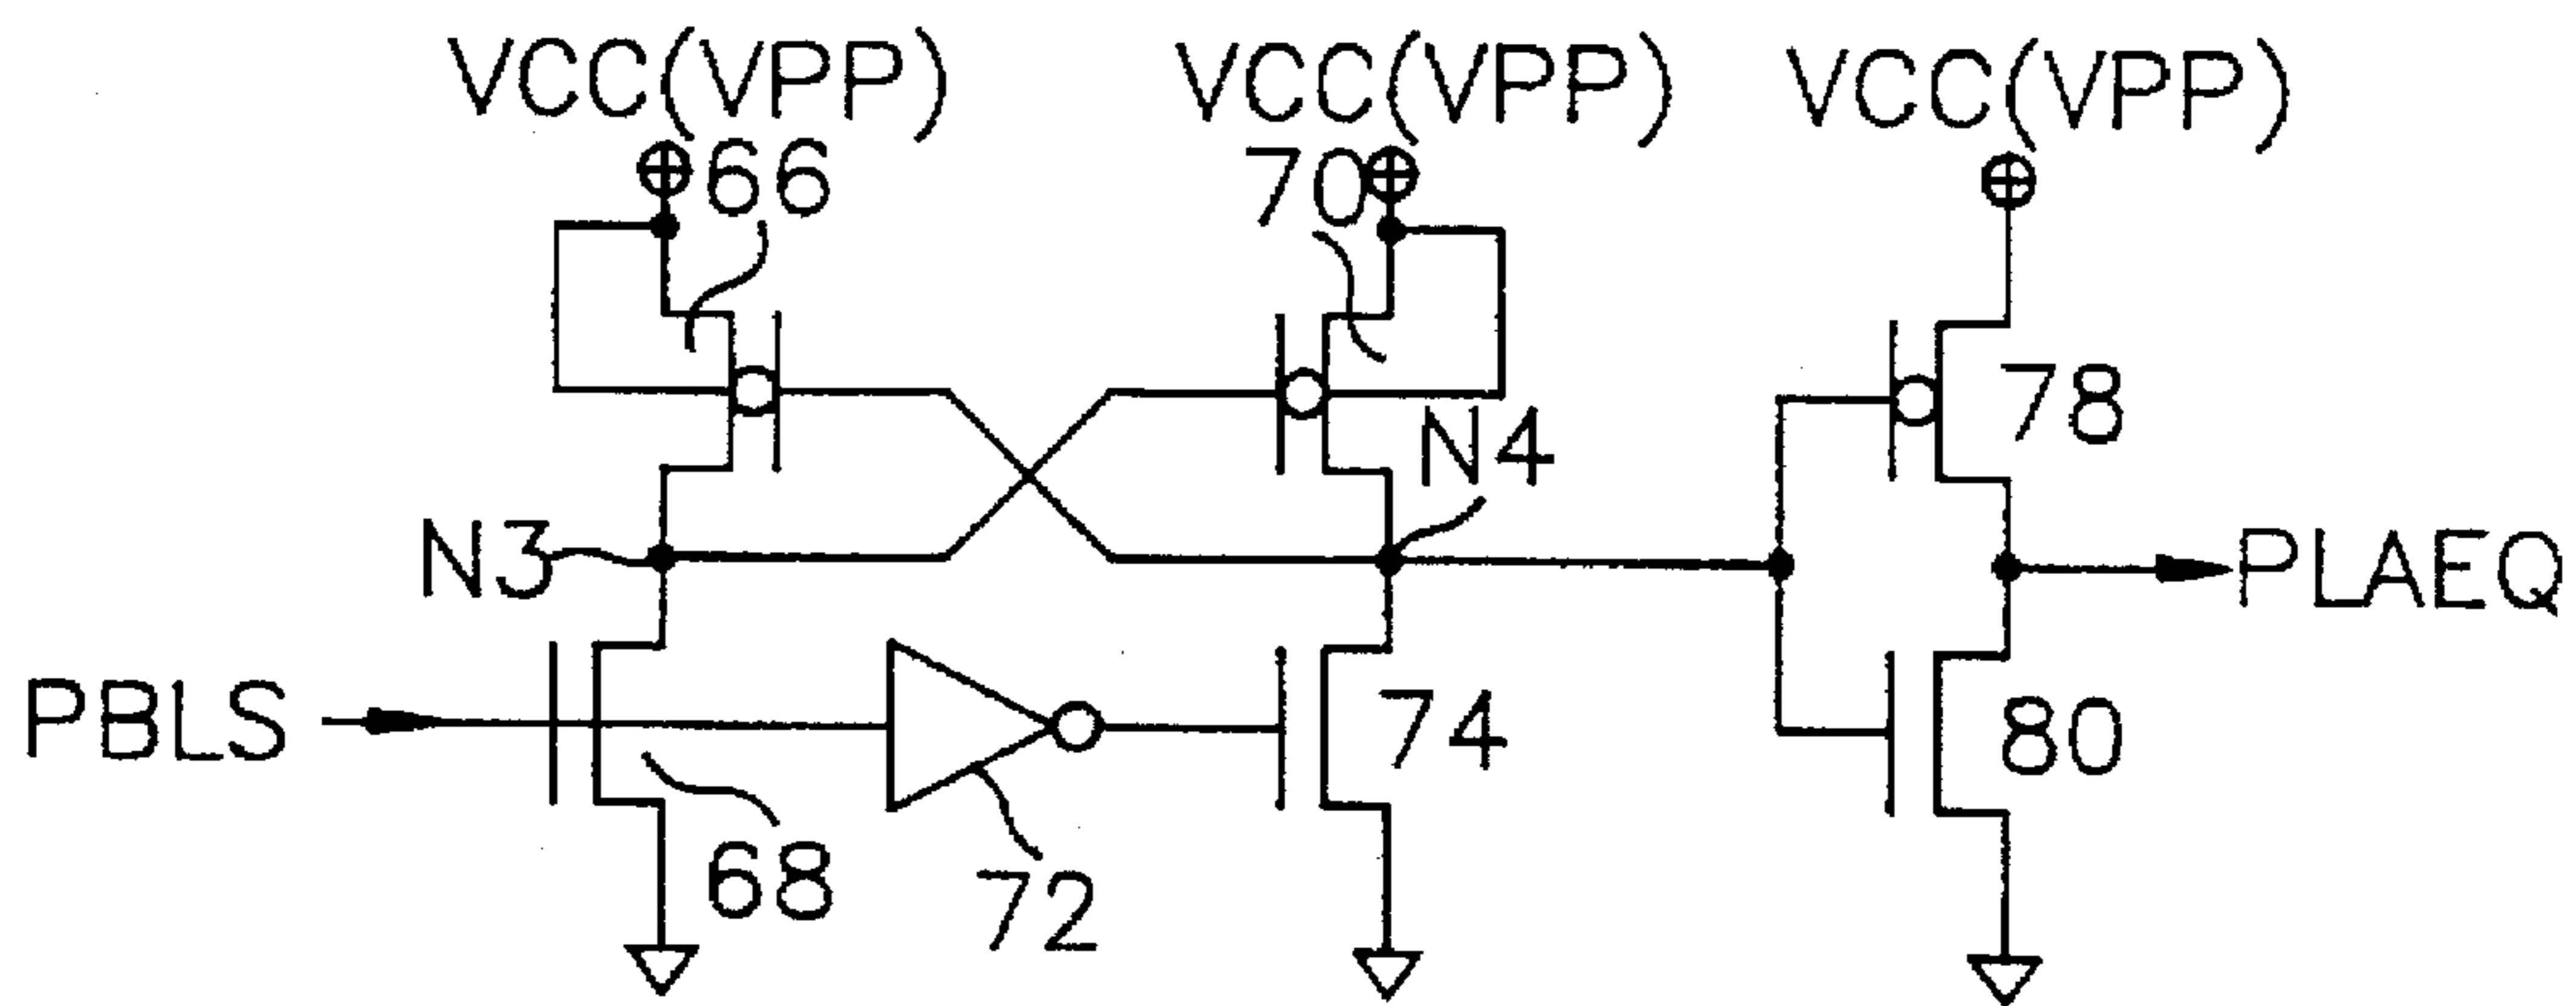 VCC(VPP)
VCC(VPP)
VCC(VPP)
66
70
78
N4
N3
PLAEQ
PBLS
74
80
68
72